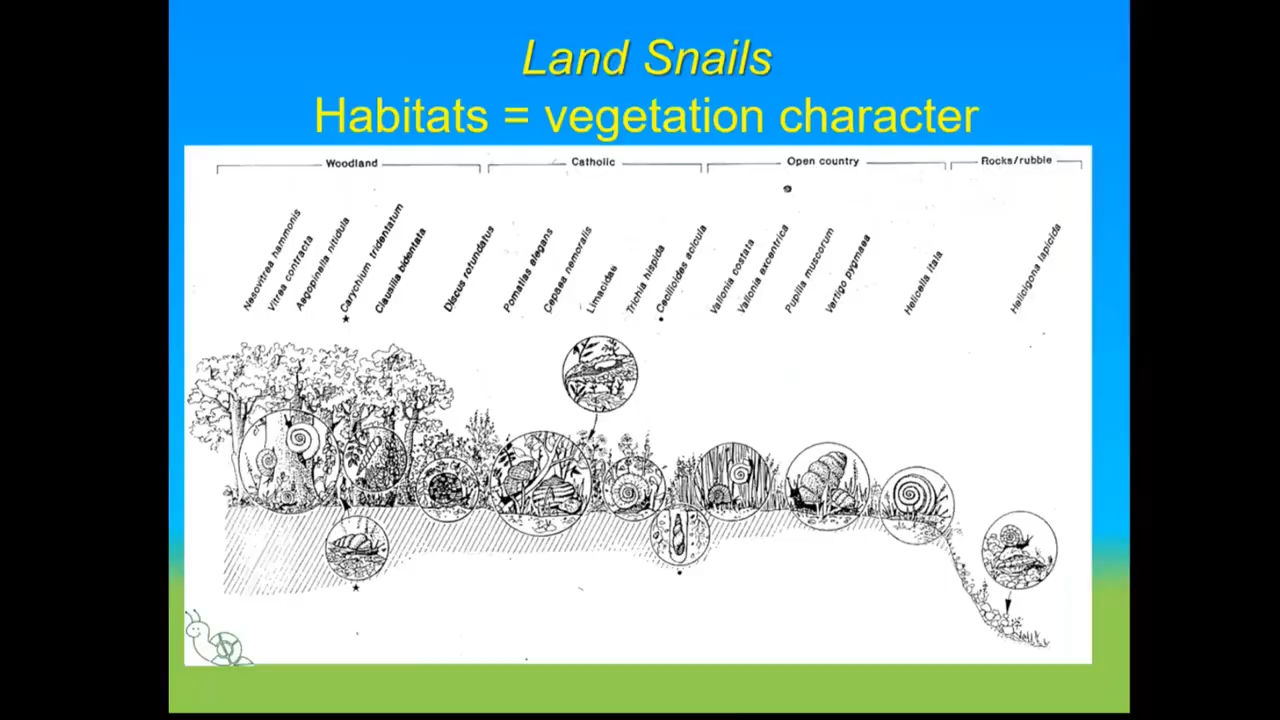 Land Snails
Habitats = vegetation character
Woodland
Catholic
Open country
Rocks/rubble
Nesovitrea hammonis
Vitrea contracta
Aegopinella nitidula
Carychium tridentatum
Clausilia bidentata
Discus rotundatus
Pomatias elegans
Cepaea nemoralis
Limacidae
Trichia hispida
Cecilioides acicula
Vallonia costata
Vallonia excentrica
Pupilla muscorum
Vertigo pygmaea
Helicella itala
Helicigona lapicida